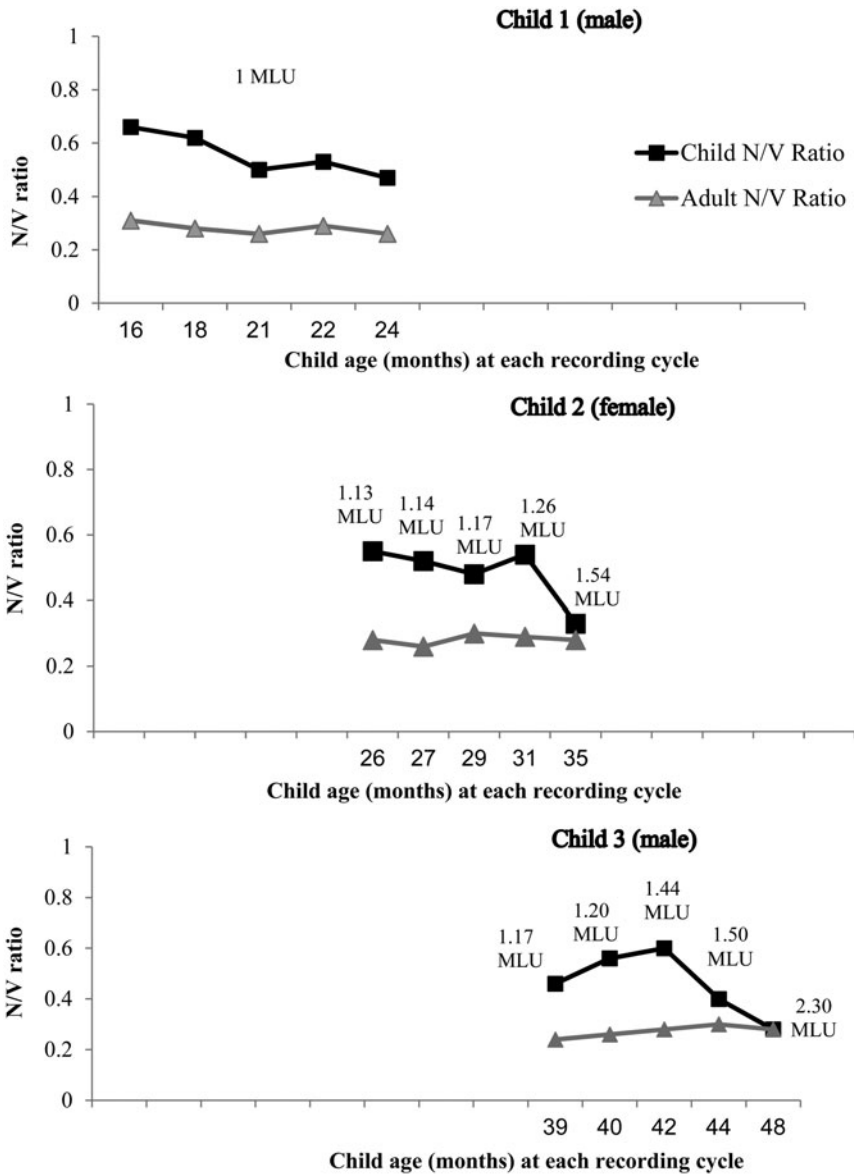 Child 1 (male)
1
1 MLU
0.8
0.6
Child N/V Ratio
Adult N/V Ratio
0.4
0.2
0
N/V ratio
16 18 21 22 24
Child age (months) at each recording cycle
Child 2 (female)
1
0.8
1.13 MLU
1.14 MLU
1.17 MLU
1.26 MLU
1.54 MLU
0.6
0.4
0.2
0
N/V ratio
26 27 29 31 35
Child age (months) at each recording cycle
Child 3 (male)
1
0.8
1.17 MLU
1.20 MLU
1.44 MLU
1.50 MLU
2.30 MLU
0.6
0.4
0.2
0
N/V ratio
39 40 42 44 48
Child age (months) at each recording cycle